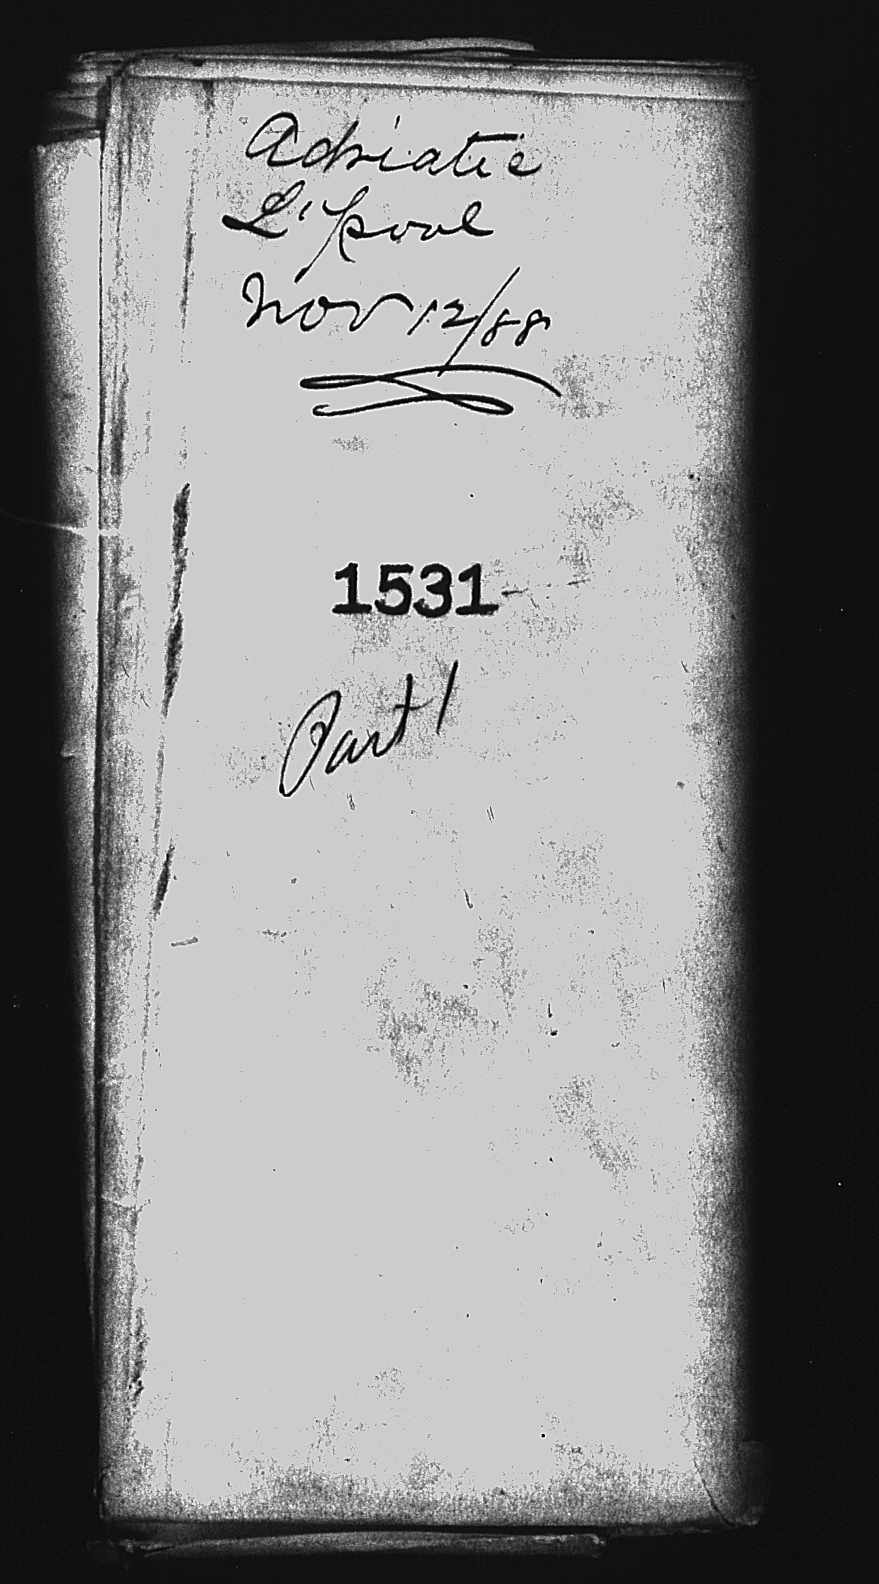 Adriatic
L'pool
Nov 12/88
1531
Part 1